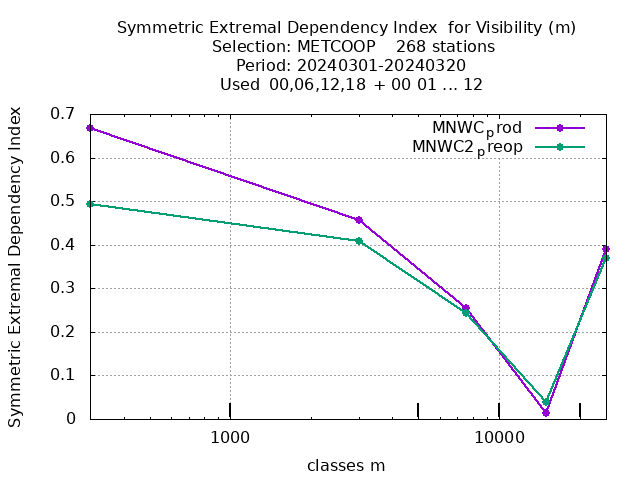 Symmetric Extremal Dependency Index  for Visibility (m)
Selection: METCOOP    268 stations
Period: 20240301-20240320
Used  00,06,12,18  + 00 01 ... 12
Symmetric Extremal Dependency Index
0.7
0.6
0.5
0.4
0.3
0.2
0.1
0
MNWCprod
MNWC2preop
1000
10000
classes m